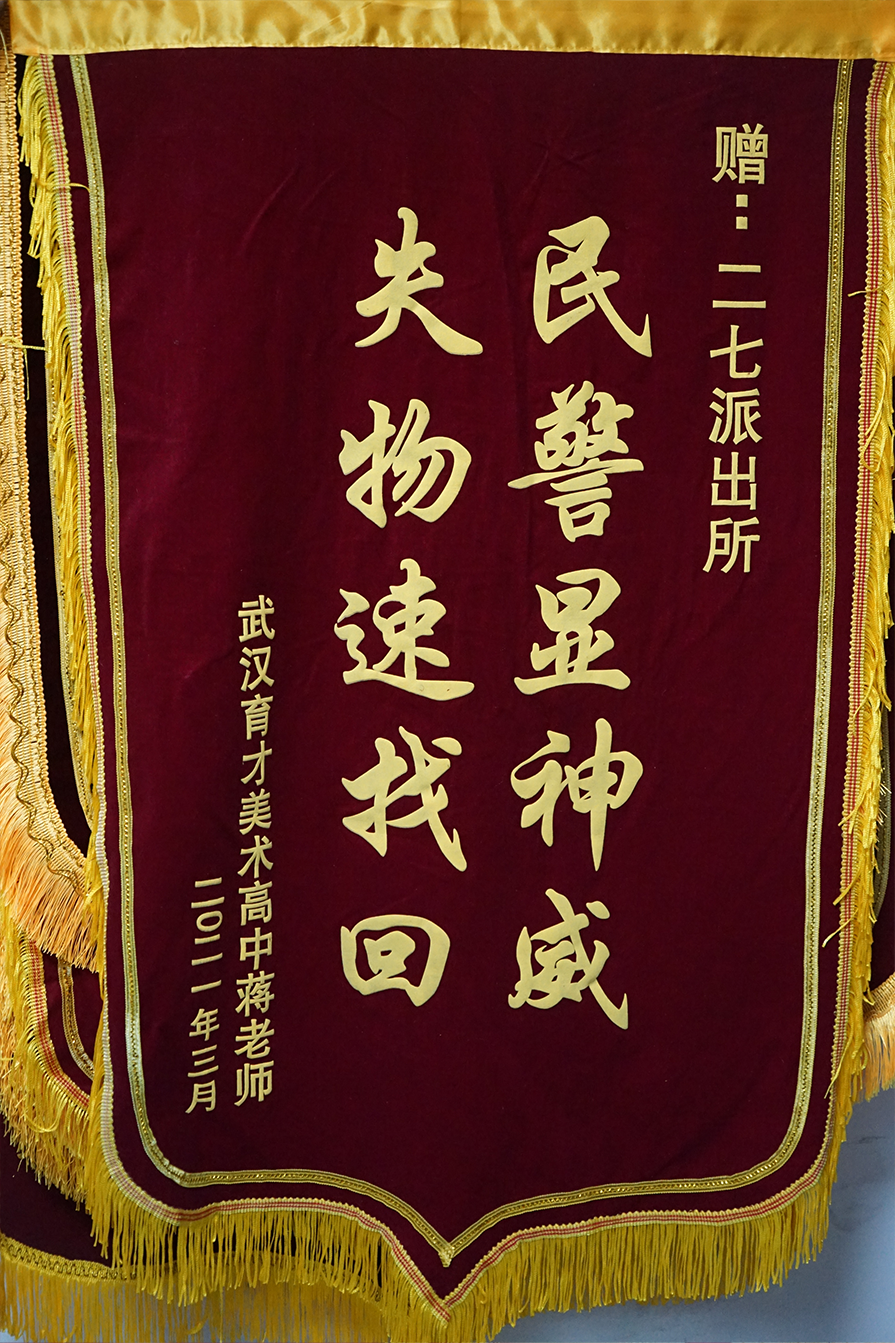 赠：二七派出所
民警显神威
失物速找回
武汉育才美术高中蒋老师
二〇二一年三月